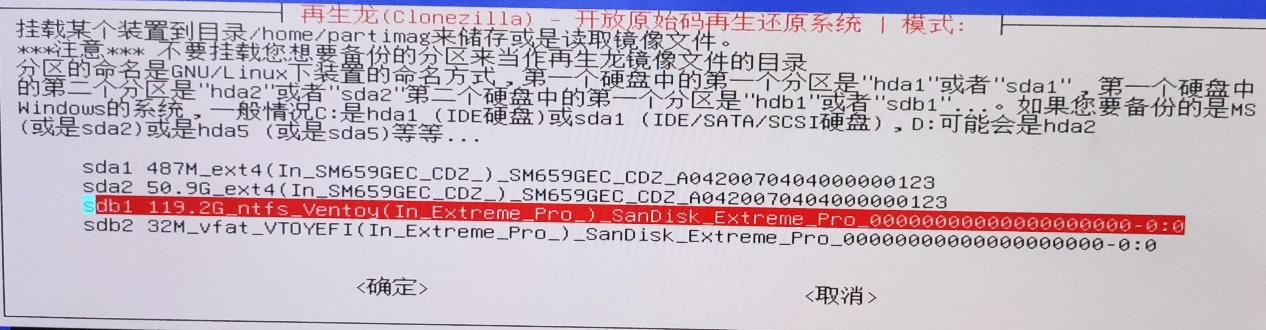 再生龙(Clonezilla) - 开放原始码再生还原系统 | 模式:
挂载某个装置到目录/home/partimag来储存或是读取镜像文件。
***注意*** 不要挂载您想要备份的分区来当作再生龙镜像文件的目录
分区的命名是GNU/Linux下装置的命名方式，第一个硬盘中的第一个分区是"hda1"或者"sda1"，第一个硬盘中
的第二个分区是"hda2"或者"sda2"第二个硬盘中的第一个分区是"hdb1"或者"sdb1"...。如果您要备份的是MS
Windows的系统，一般情况C:是hda1 (IDE硬盘)或sda1 (IDE/SATA/SCSI硬盘)，D:可能会是hda2
(或是sda2)或是hda5 (或是sda5)等等...
sda1 487M_ext4(In_SM659GEC_CDZ_)_SM659GEC_CDZ_A0420070404000000123
sda2 50.9G_ext4(In_SM659GEC_CDZ_)_SM659GEC_CDZ_A04200704040000000123
sdb1 119.2G_ntfs_Ventoy(In_Extreme_Pro_)_SanDisk_Extreme_Pro_00000000000000000000-0:0
sdb2 32M_vfat_VTOYEFI(In_Extreme_Pro_)_SanDisk_Extreme_Pro_00000000000000000000-0:0
<确定> <取消>